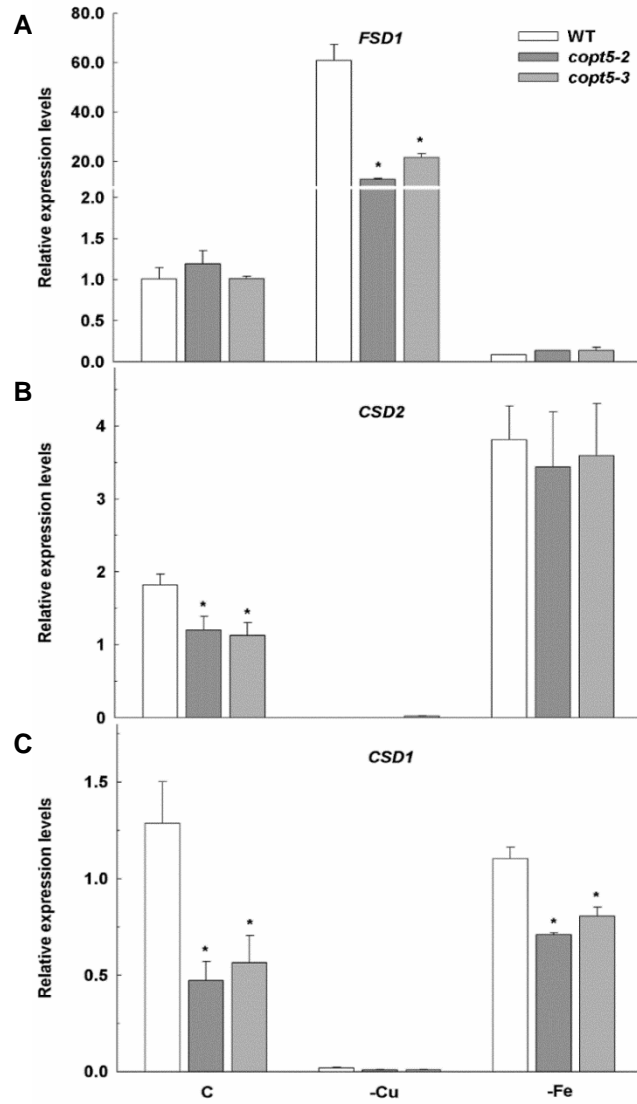 A
FSD1
WT
copt5-2
copt5-3
Relative expression levels
80.0
60.0
40.0
20.0
2.0
1.5
1.0
0.5
0.0
*
*
B
CSD2
Relative expression levels
4
3
2
1
0
*
*
C
CSD1
Relative expression levels
1.5
1.0
0.5
0.0
*
*
*
*
C
-Cu
-Fe